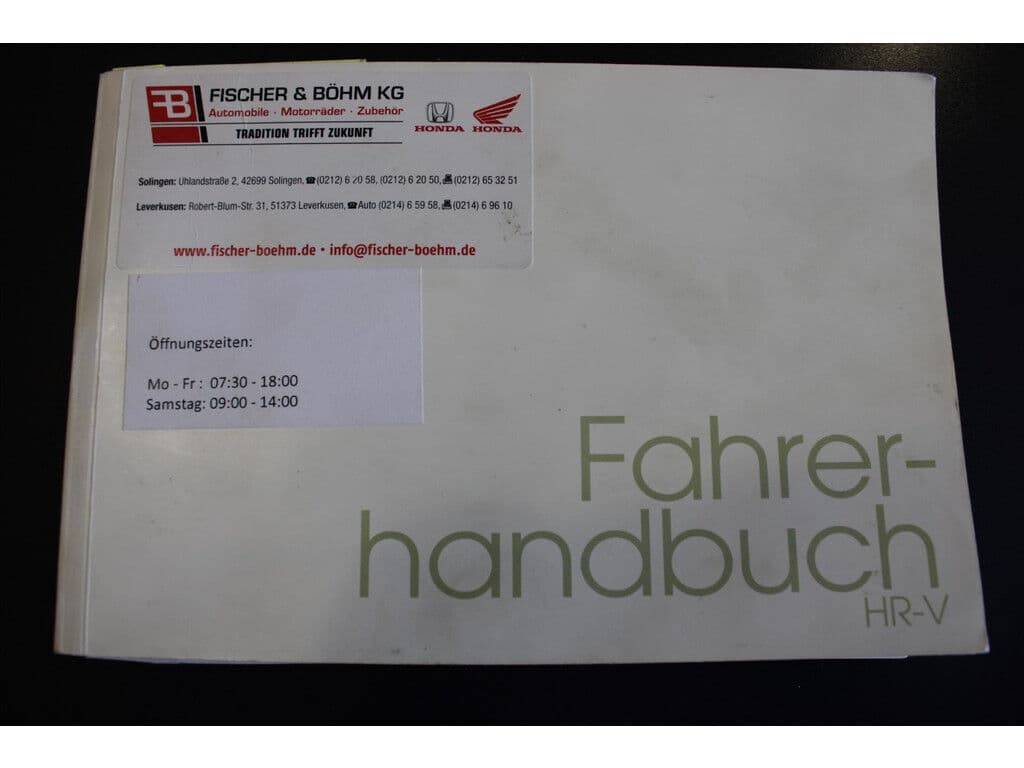 FB
FISCHER & BÖHM KG
Automobile · Motorräder · Zubehör
TRADITION TRIFFT ZUKUNFT
HONDA HONDA
Solingen: Uhlandstraße 2, 42699 Solingen, ☎(0212) 6 20 58, (0212) 6 20 50, (0212) 65 32 51
Leverkusen: Robert-Blum-Str. 31, 51373 Leverkusen, ☎Auto (0214) 6 59 58, (0214) 6 96 10
www.fischer-boehm.de · info@fischer-boehm.de
Öffnungszeiten:
Mo - Fr : 07:30 - 18:00
Samstag: 09:00 - 14:00
Fahrer-
handbuch
HR-V